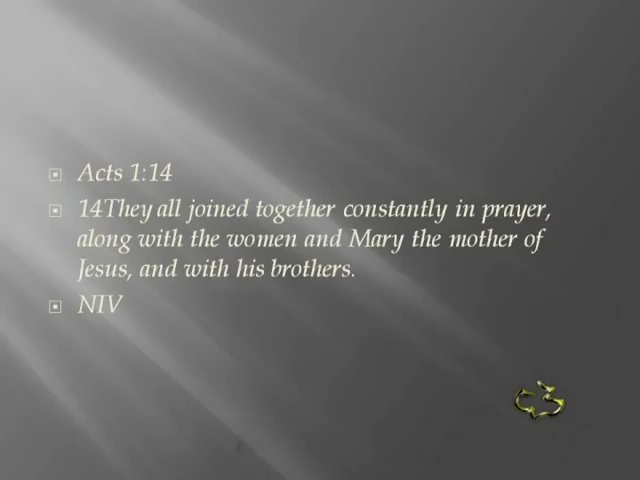 Acts 1:14
14They all joined together constantly in prayer,
along with the women and Mary the mother of
Jesus, and with his brothers.
NIV